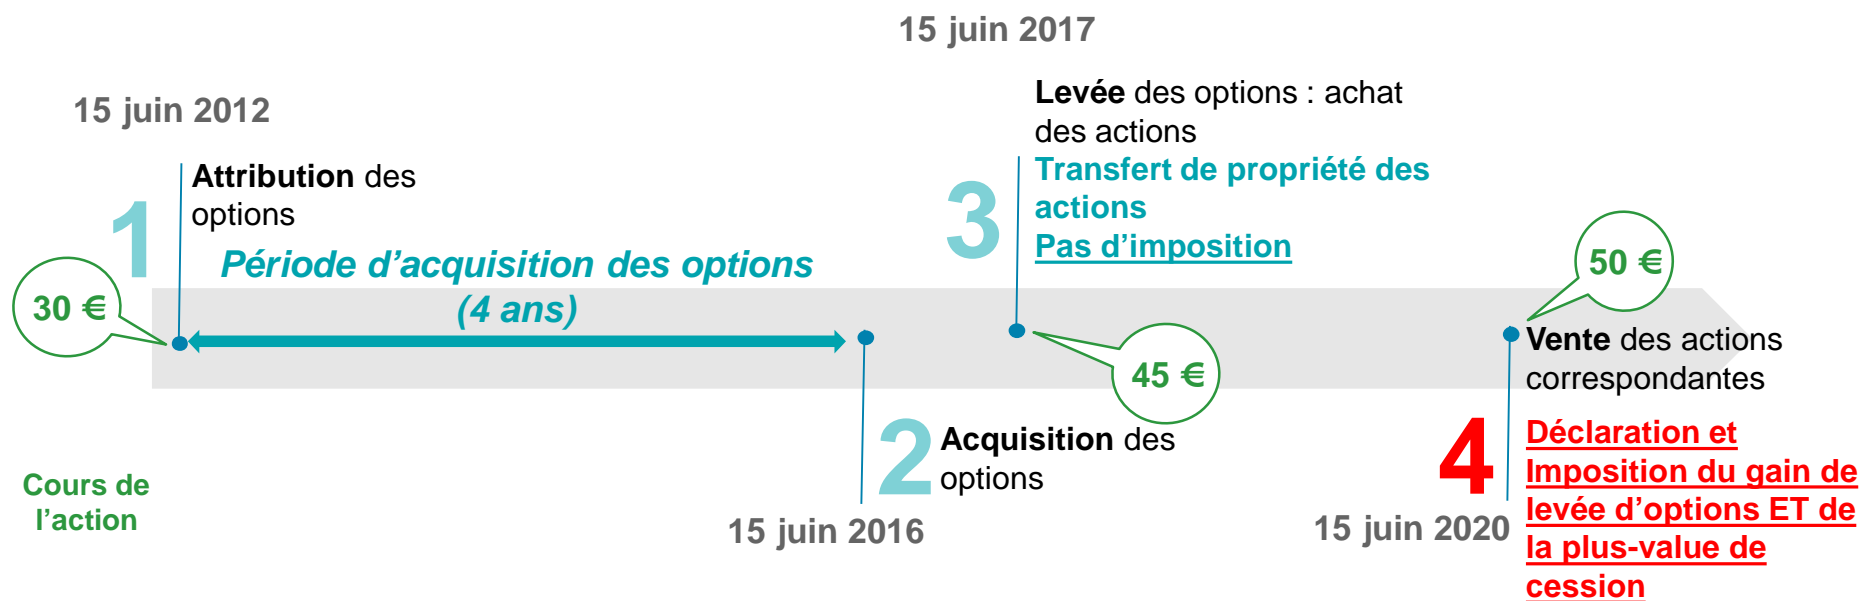 15 juin 2017
15 juin 2012
Levée des options : achat
des actions
Transfert de propriété des
actions
Pas d’imposition
3
Attribution des
options
1
Période d’acquisition des options
(4 ans)
30 €
45 €
50 €
Vente des actions
correspondantes
2
Acquisition des
options
15 juin 2016
4
Déclaration et
Imposition du gain de
levée d’options ET de
la plus-value de
cession
15 juin 2020
Cours de
l’action